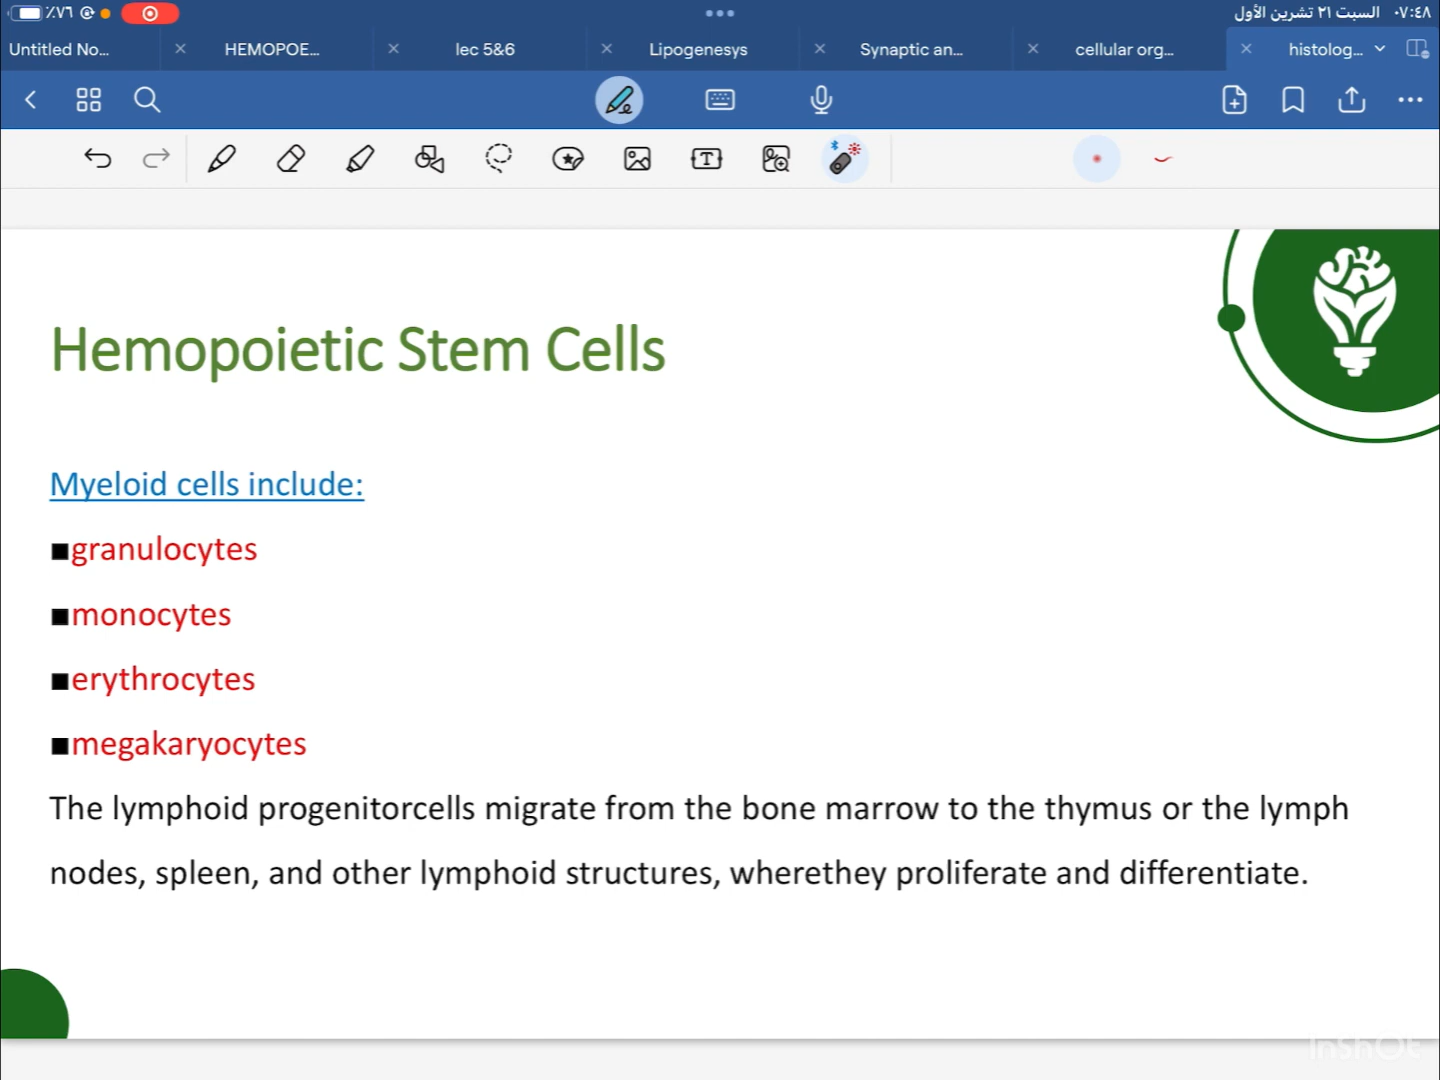 ٪٧٦ السبت ٢١ تشرين الأول ٠٧:٤٨
Untitled No... HEMOPOE... lec 5&6 Lipogenesys Synaptic an... cellular org... histolog...
Hemopoietic Stem Cells
Myeloid cells include:
■granulocytes
■monocytes
■erythrocytes
■megakaryocytes
The lymphoid progenitorcells migrate from the bone marrow to the thymus or the lymph
nodes, spleen, and other lymphoid structures, wherethey proliferate and differentiate.
InShOt